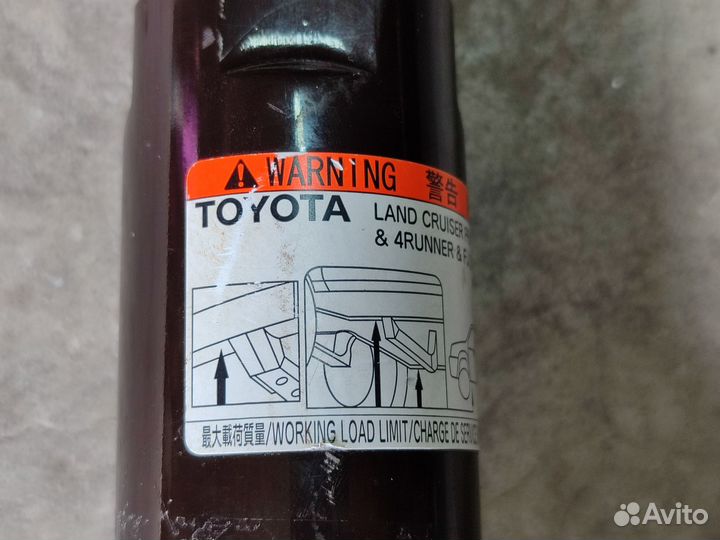 WARNING 警告
TOYOTA LAND CRUISER
& 4RUNNER &
最大載荷質量/WORKING LOAD LIMIT/CHARGE DE
Avito